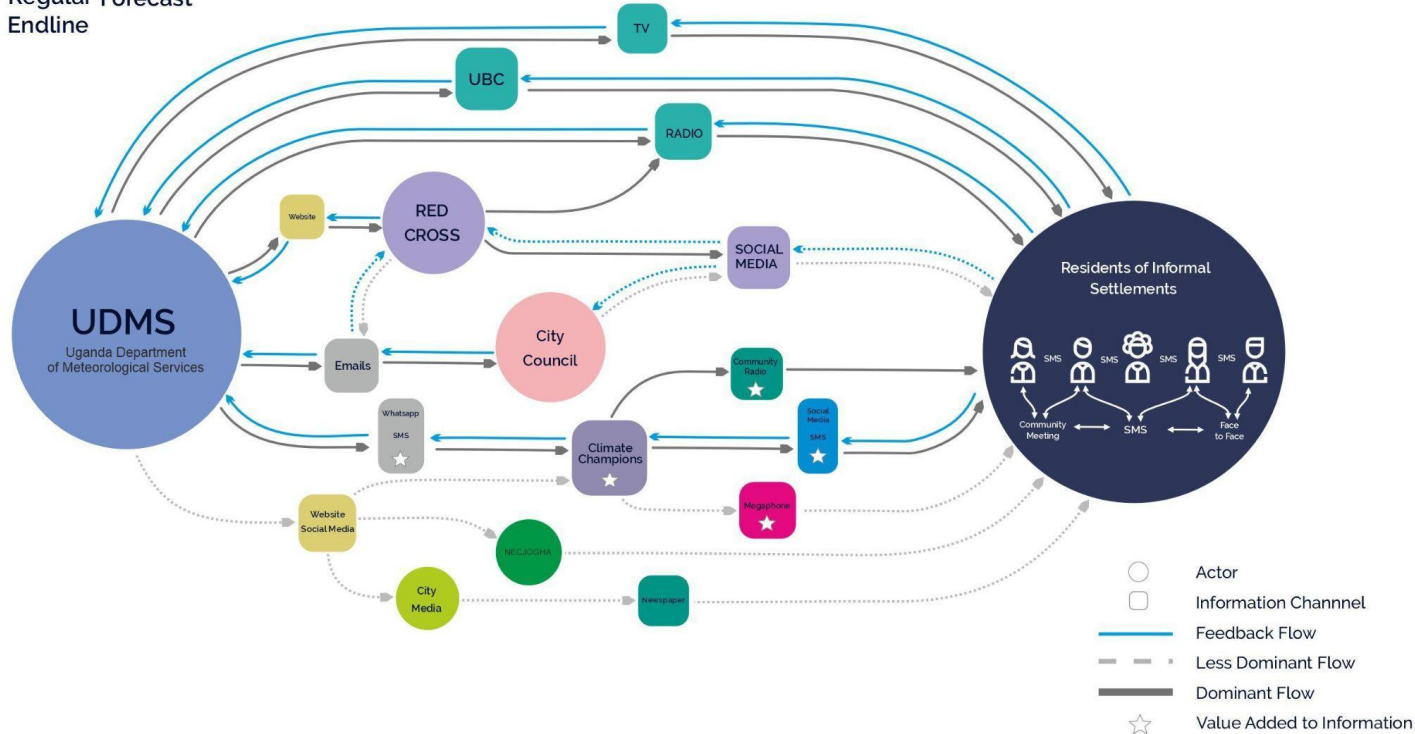 Regular Forecast
Endline
TV
UBC
RADIO
Website
RED
CROSS
SOCIAL
MEDIA
Residents of Informal
Settlements
UDMS
Uganda Department
of Meteorological Services
Emails
City
Council
SMS
SMS
SMS
SMS
Community
Meeting
SMS
Face
to Face
Community
Radio
Whatsapp
SMS
Climate
Champions
Social
Media
SMS
Website
Social Media
Megaphone
NECJOGHA
City
Media
Newspaper
Actor
Information Channnel
Feedback Flow
Less Dominant Flow
Dominant Flow
Value Added to Information